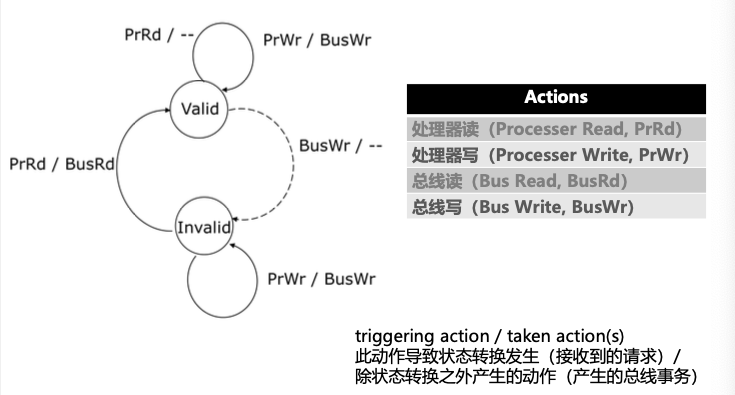 PrRd / --
PrWr / BusWr
Valid
BusWr / --
PrRd / BusRd
Invalid
PrWr / BusWr
Actions
处理器读（Processer Read, PrRd）
处理器写（Processer Write, PrWr）
总线读（Bus Read, BusRd）
总线写（Bus Write, BusWr）
triggering action / taken action(s)
此动作导致状态转换发生（接收到的请求）/
除状态转换之外产生的动作（产生的总线事务）